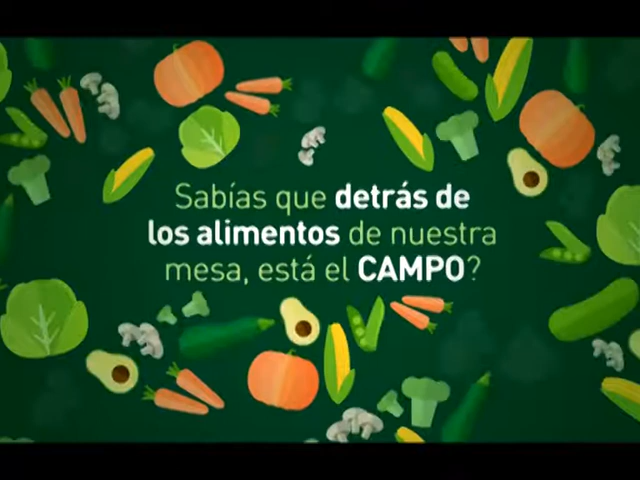 Sabías que detrás de
los alimentos de nuestra
mesa, está el CAMPO?